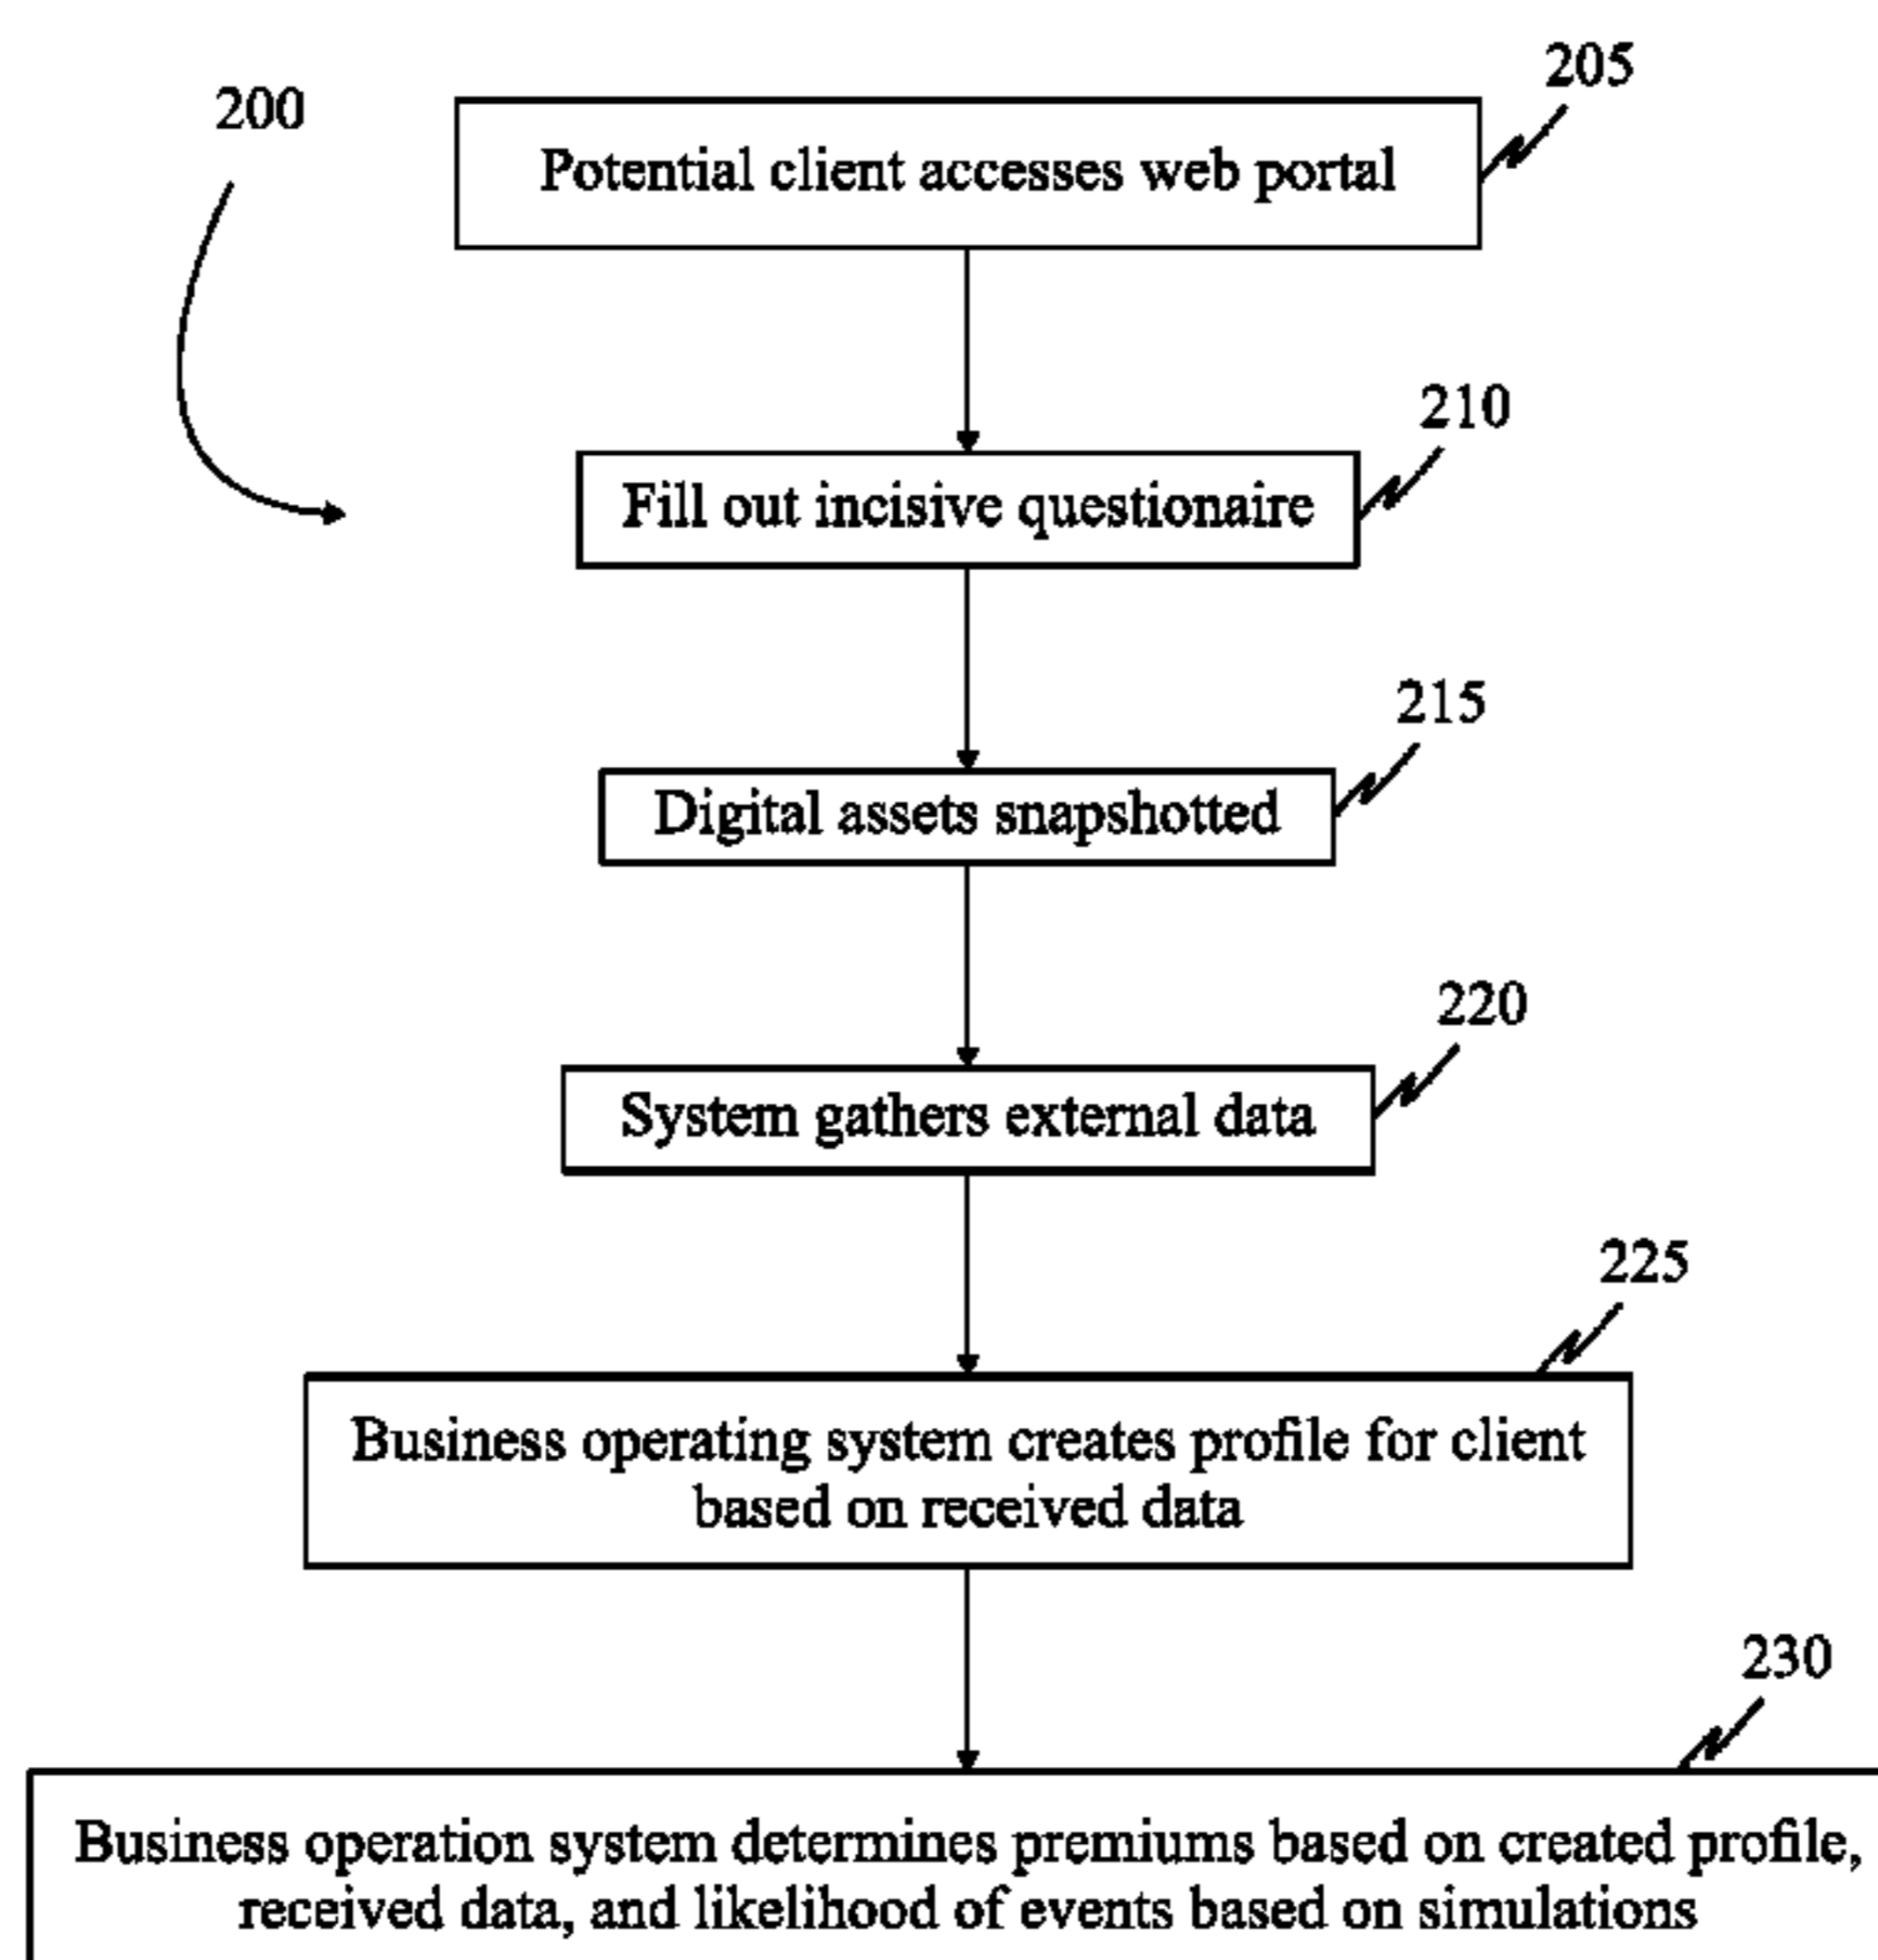 205
200
Potential client accesses web portal
210
Fill out incisive questionaire
215
Digital assets snapshotted
220
System gathers external data
225
Business operating system creates profile for client
based on received data
230
Business operation system determines premiums based on created profile,
received data, and likelihood of events based on simulations